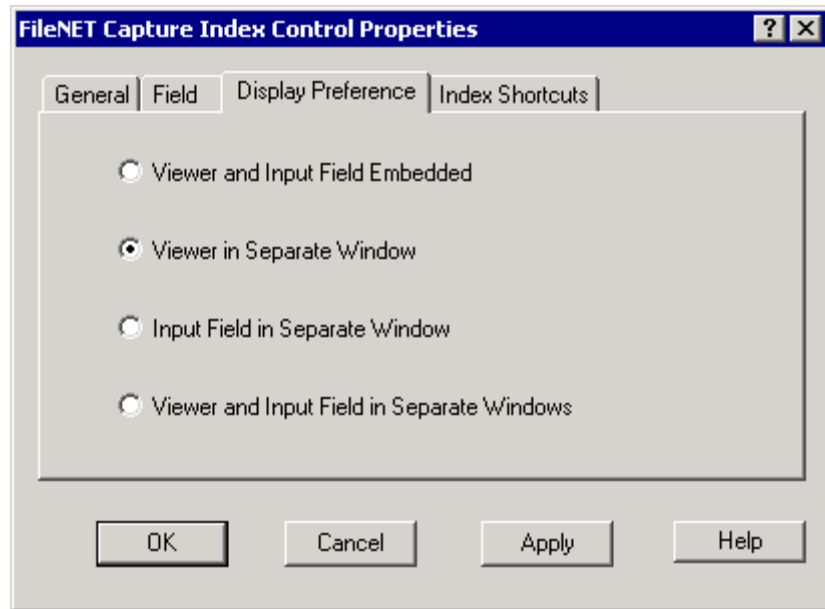 FileNET Capture Index Control Properties
General Field Display Preference Index Shortcuts
Viewer and Input Field Embedded
Viewer in Separate Window
Input Field in Separate Window
Viewer and Input Field in Separate Windows
OK Cancel Apply Help